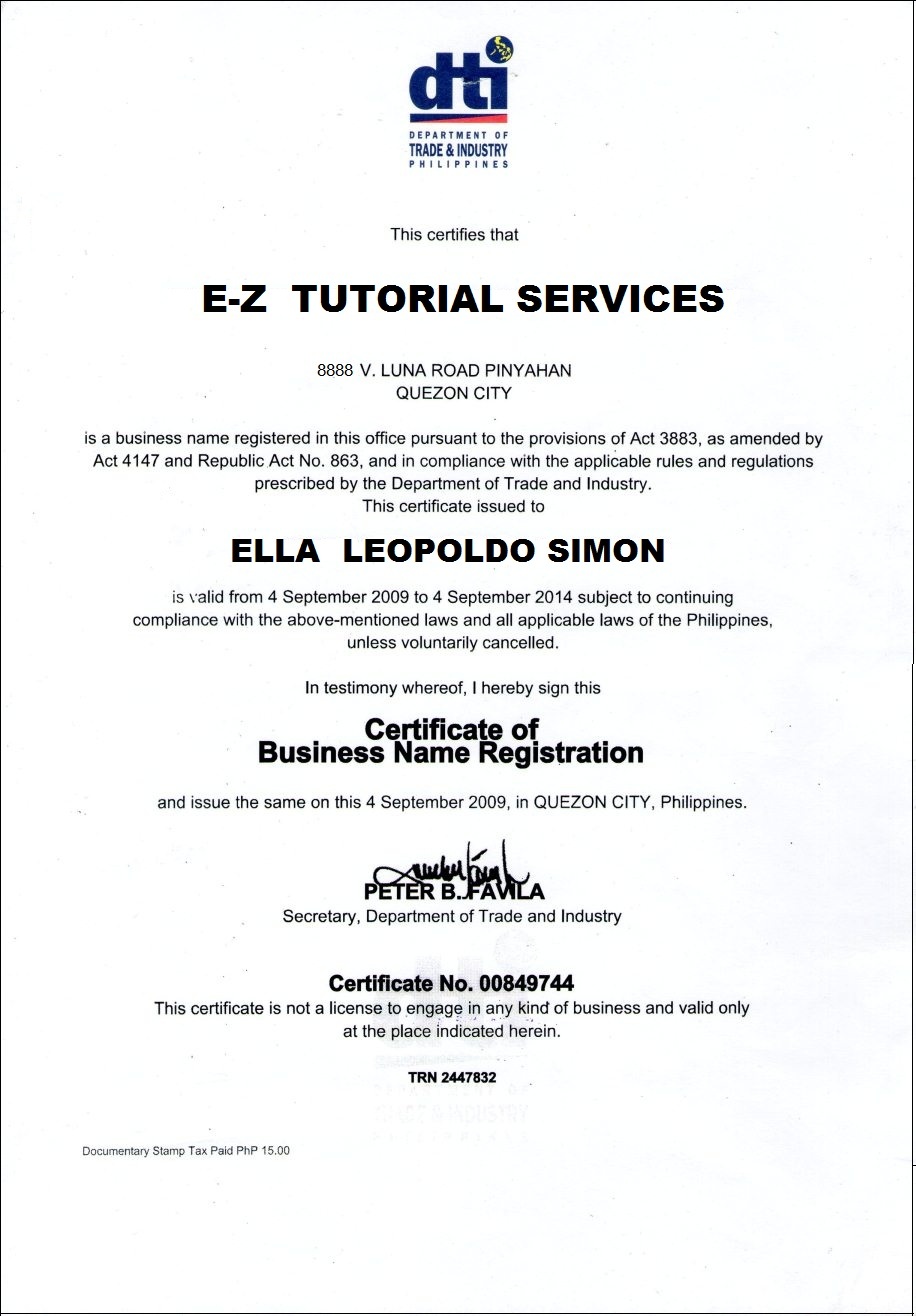 dti
DEPARTMENT OF
TRADE & INDUSTRY
PHILIPPINES
This certifies that
E-Z TUTORIAL SERVICES
8888 V. LUNA ROAD PINYAHAN
QUEZON CITY
is a business name registered in this office pursuant to the provisions of Act 3883, as amended by
Act 4147 and Republic Act No. 863, and in compliance with the applicable rules and regulations
prescribed by the Department of Trade and Industry.
This certificate issued to
ELLA LEOPOLDO SIMON
is valid from 4 September 2009 to 4 September 2014 subject to continuing
compliance with the above-mentioned laws and all applicable laws of the Philippines,
unless voluntarily cancelled.
In testimony whereof, I hereby sign this
Certificate of
Business Name Registration
and issue the same on this 4 September 2009, in QUEZON CITY, Philippines.
PETER B. FAVILA
Secretary, Department of Trade and Industry
Certificate No. 00849744
This certificate is not a license to engage in any kind of business and valid only
at the place indicated herein.
TRN 2447832
Documentary Stamp Tax Paid PhP 15.00